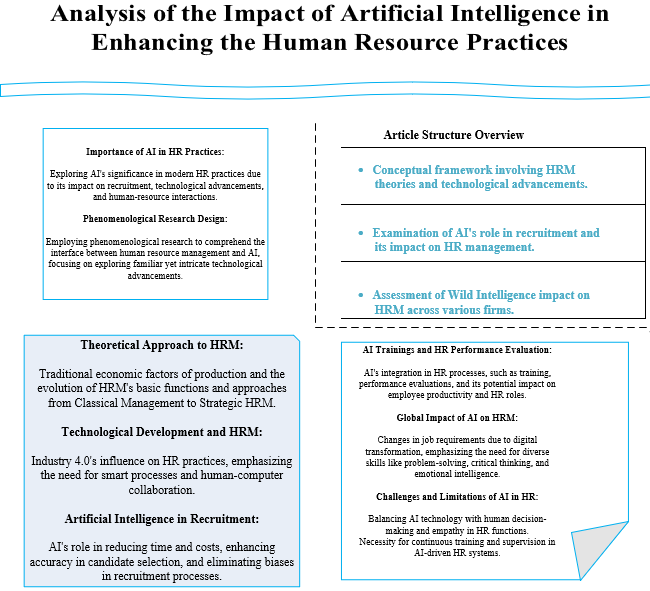 Analysis of the Impact of Artificial Intelligence in
Enhancing the Human Resource Practices
Importance of AI in HR Practices:
Exploring AI's significance in modern HR practices due
to its impact on recruitment, technological advancements,
and human-resource interactions.
Phenomenological Research Design:
Employing phenomenological research to comprehend the
interface between human resource management and AI,
focusing on exploring familiar yet intricate technological
advancements.
Article Structure Overview
• Conceptual framework involving HRM
theories and technological advancements.
• Examination of AI's role in recruitment and
its impact on HR management.
• Assessment of Wild Intelligence impact on
HRM across various firms.
Theoretical Approach to HRM:
Traditional economic factors of production and the
evolution of HRM's basic functions and approaches
from Classical Management to Strategic HRM.
Technological Development and HRM:
Industry 4.0's influence on HR practices, emphasizing
the need for smart processes and human-computer
collaboration.
Artificial Intelligence in Recruitment:
AI's role in reducing time and costs, enhancing
accuracy in candidate selection, and eliminating biases
in recruitment processes.
AI Trainings and HR Performance Evaluation:
AI's integration in HR processes, such as training,
performance evaluations, and its potential impact on
employee productivity and HR roles.
Global Impact of AI on HRM:
Changes in job requirements due to digital
transformation, emphasizing the need for diverse
skills like problem-solving, critical thinking, and
emotional intelligence.
Challenges and Limitations of AI in HR:
Balancing AI technology with human decision-
making and empathy in HR functions.
Necessity for continuous training and supervision in
AI-driven HR systems.